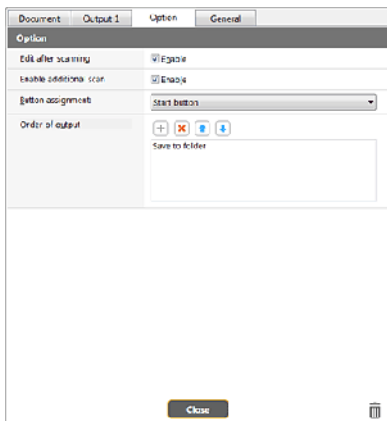 Document Output 1 Option General
Option
Edit after scanning Enable
Enable additional scan Enable
Button assignment: Start button
Order of output
Save to folder
Close